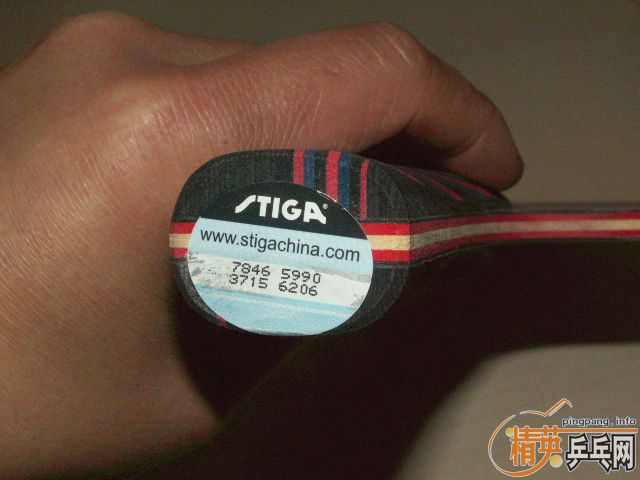 STIGA®
www.stigachina.com
7846 5990
3715 6206
pingpang.info
精英乒乓网